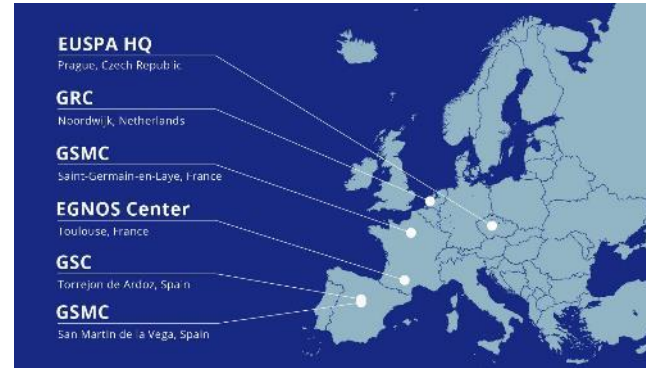 EUSPA HQ
Prague, Czech Republic
GRC
Noordwijk, Netherlands
GSMC
Saint-Germain-en-Laye, France
EGNOS Center
Toulouse, France
GSC
Torrejon de Ardoz, Spain
GSMC
San Martin de la Vega, Spain